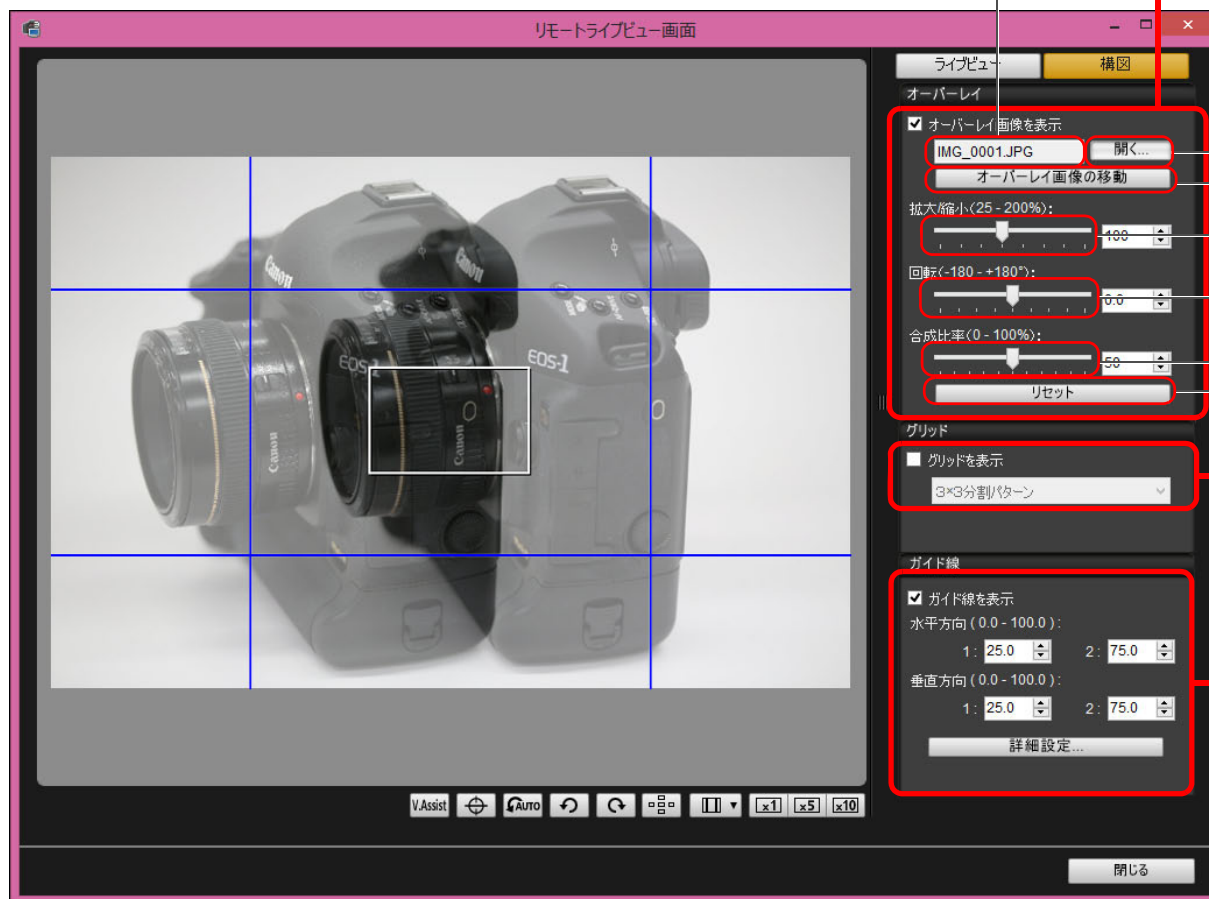 リモートライブビュー画面
ライブビュー
構図
オーバーレイ
オーバーレイ画像を表示
IMG_0001.JPG
開く...
オーバーレイ画像の移動
拡大/縮小(25 - 200%):
100
回転(-180 - +180°):
0.0
合成比率(0 - 100%):
50
リセット
グリッド
グリッドを表示
3×3分割パターン
ガイド線
ガイド線を表示
水平方向 ( 0.0 - 100.0 ) :
1 : 25.0 2 : 75.0
垂直方向 ( 0.0 - 100.0 ) :
1 : 25.0 2 : 75.0
詳細設定...
Canon
Canon
EOS-1
EOS-1
Canon
Canon
V.Assist
AUTO
x1
x5
x10
閉じる